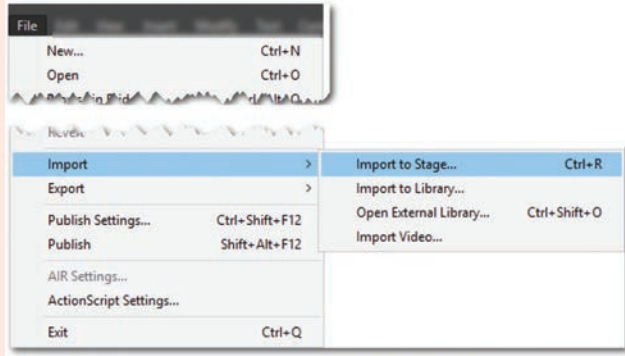 File
New... Ctrl+N
Open Ctrl+O
Revert
Import >
Export >
Publish Settings... Ctrl+Shift+F12
Publish Shift+Alt+F12
AIR Settings...
ActionScript Settings...
Exit Ctrl+Q
Import to Stage... Ctrl+R
Import to Library...
Open External Library... Ctrl+Shift+O
Import Video...